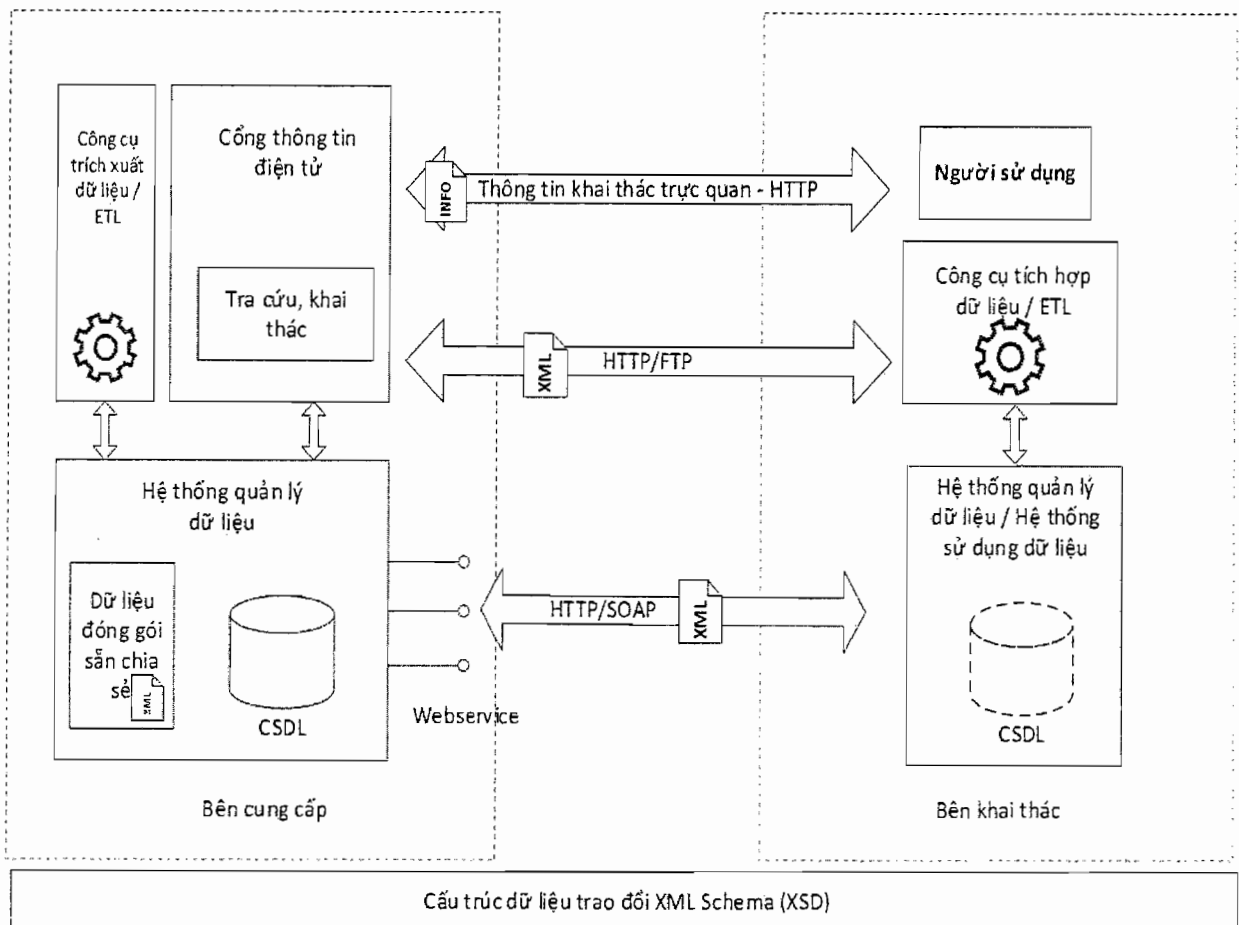 Công cụ
trích xuất
dữ liệu /
ETL
Cổng thông tin
điện tử
Tra cứu, khai
thác
INFO
Thông tin khai thác trực quan - HTTP
Người sử dụng
Công cụ tích hợp
dữ liệu / ETL
XML
HTTP/FTP
Hệ thống quản lý
dữ liệu
Dữ liệu
đóng gói
sẵn chia
sẻ
XML
CSDL
Webservice
HTTP/SOAP
XML
Hệ thống quản lý
dữ liệu / Hệ thống
sử dụng dữ liệu
CSDL
Bên cung cấp
Bên khai thác
Cấu trúc dữ liệu trao đổi XML Schema (XSD)